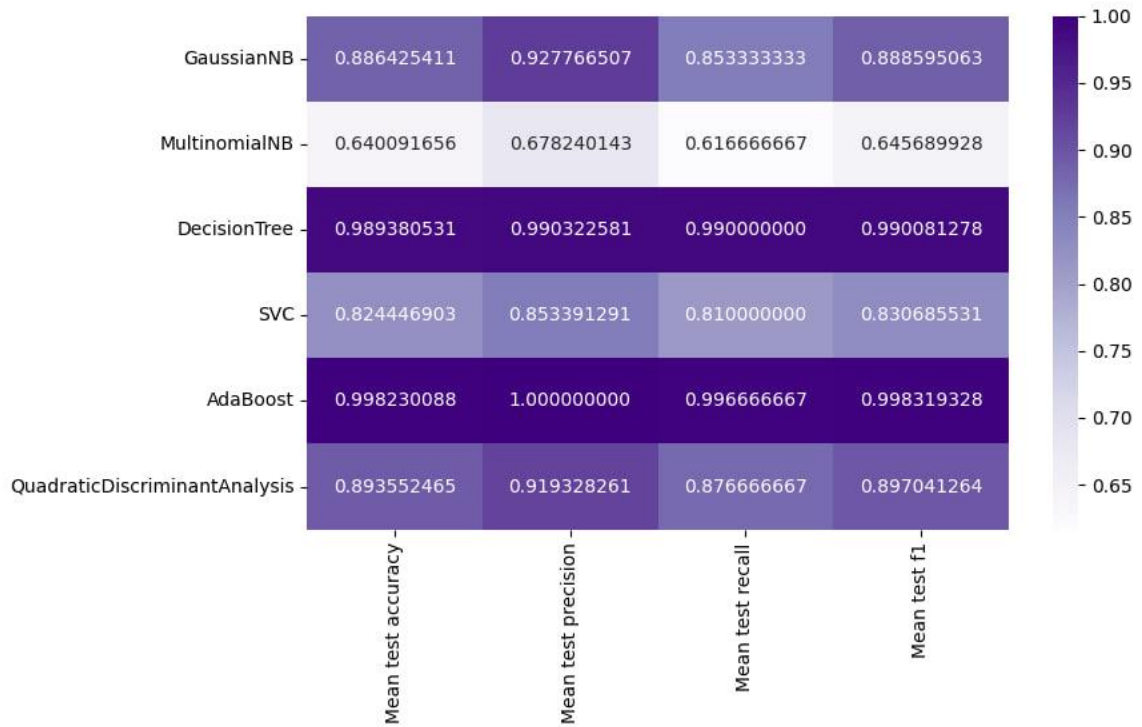 GaussianNB 0.886425411 0.927766507 0.853333333 0.888595063
MultinomialNB 0.640091656 0.678240143 0.616666667 0.645689928
DecisionTree 0.989380531 0.990322581 0.990000000 0.990081278
SVC 0.824446903 0.853391291 0.810000000 0.830685531
AdaBoost 0.998230088 1.000000000 0.996666667 0.998319328
QuadraticDiscriminantAnalysis 0.893552465 0.919328261 0.876666667 0.897041264
Mean test accuracy
Mean test precision
Mean test recall
Mean test f1
1.00
0.95
0.90
0.85
0.80
0.75
0.70
0.65